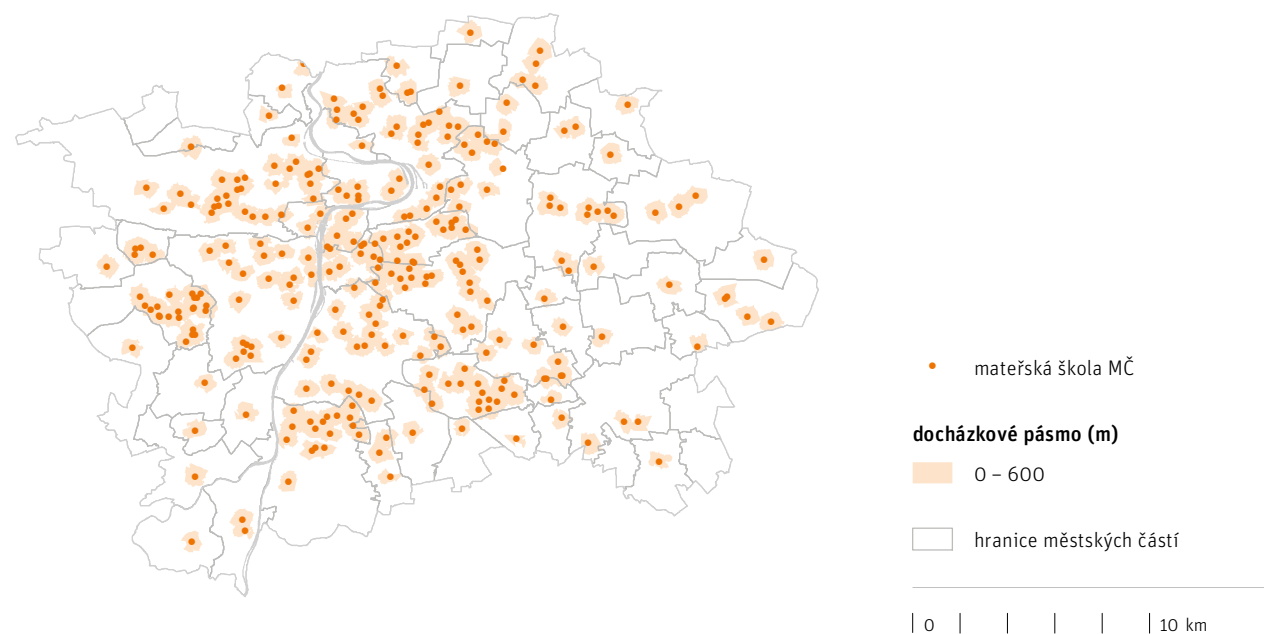 mateřská škola MČ
docházkové pásmo (m)
0 – 600
hranice městských částí
0 10 km